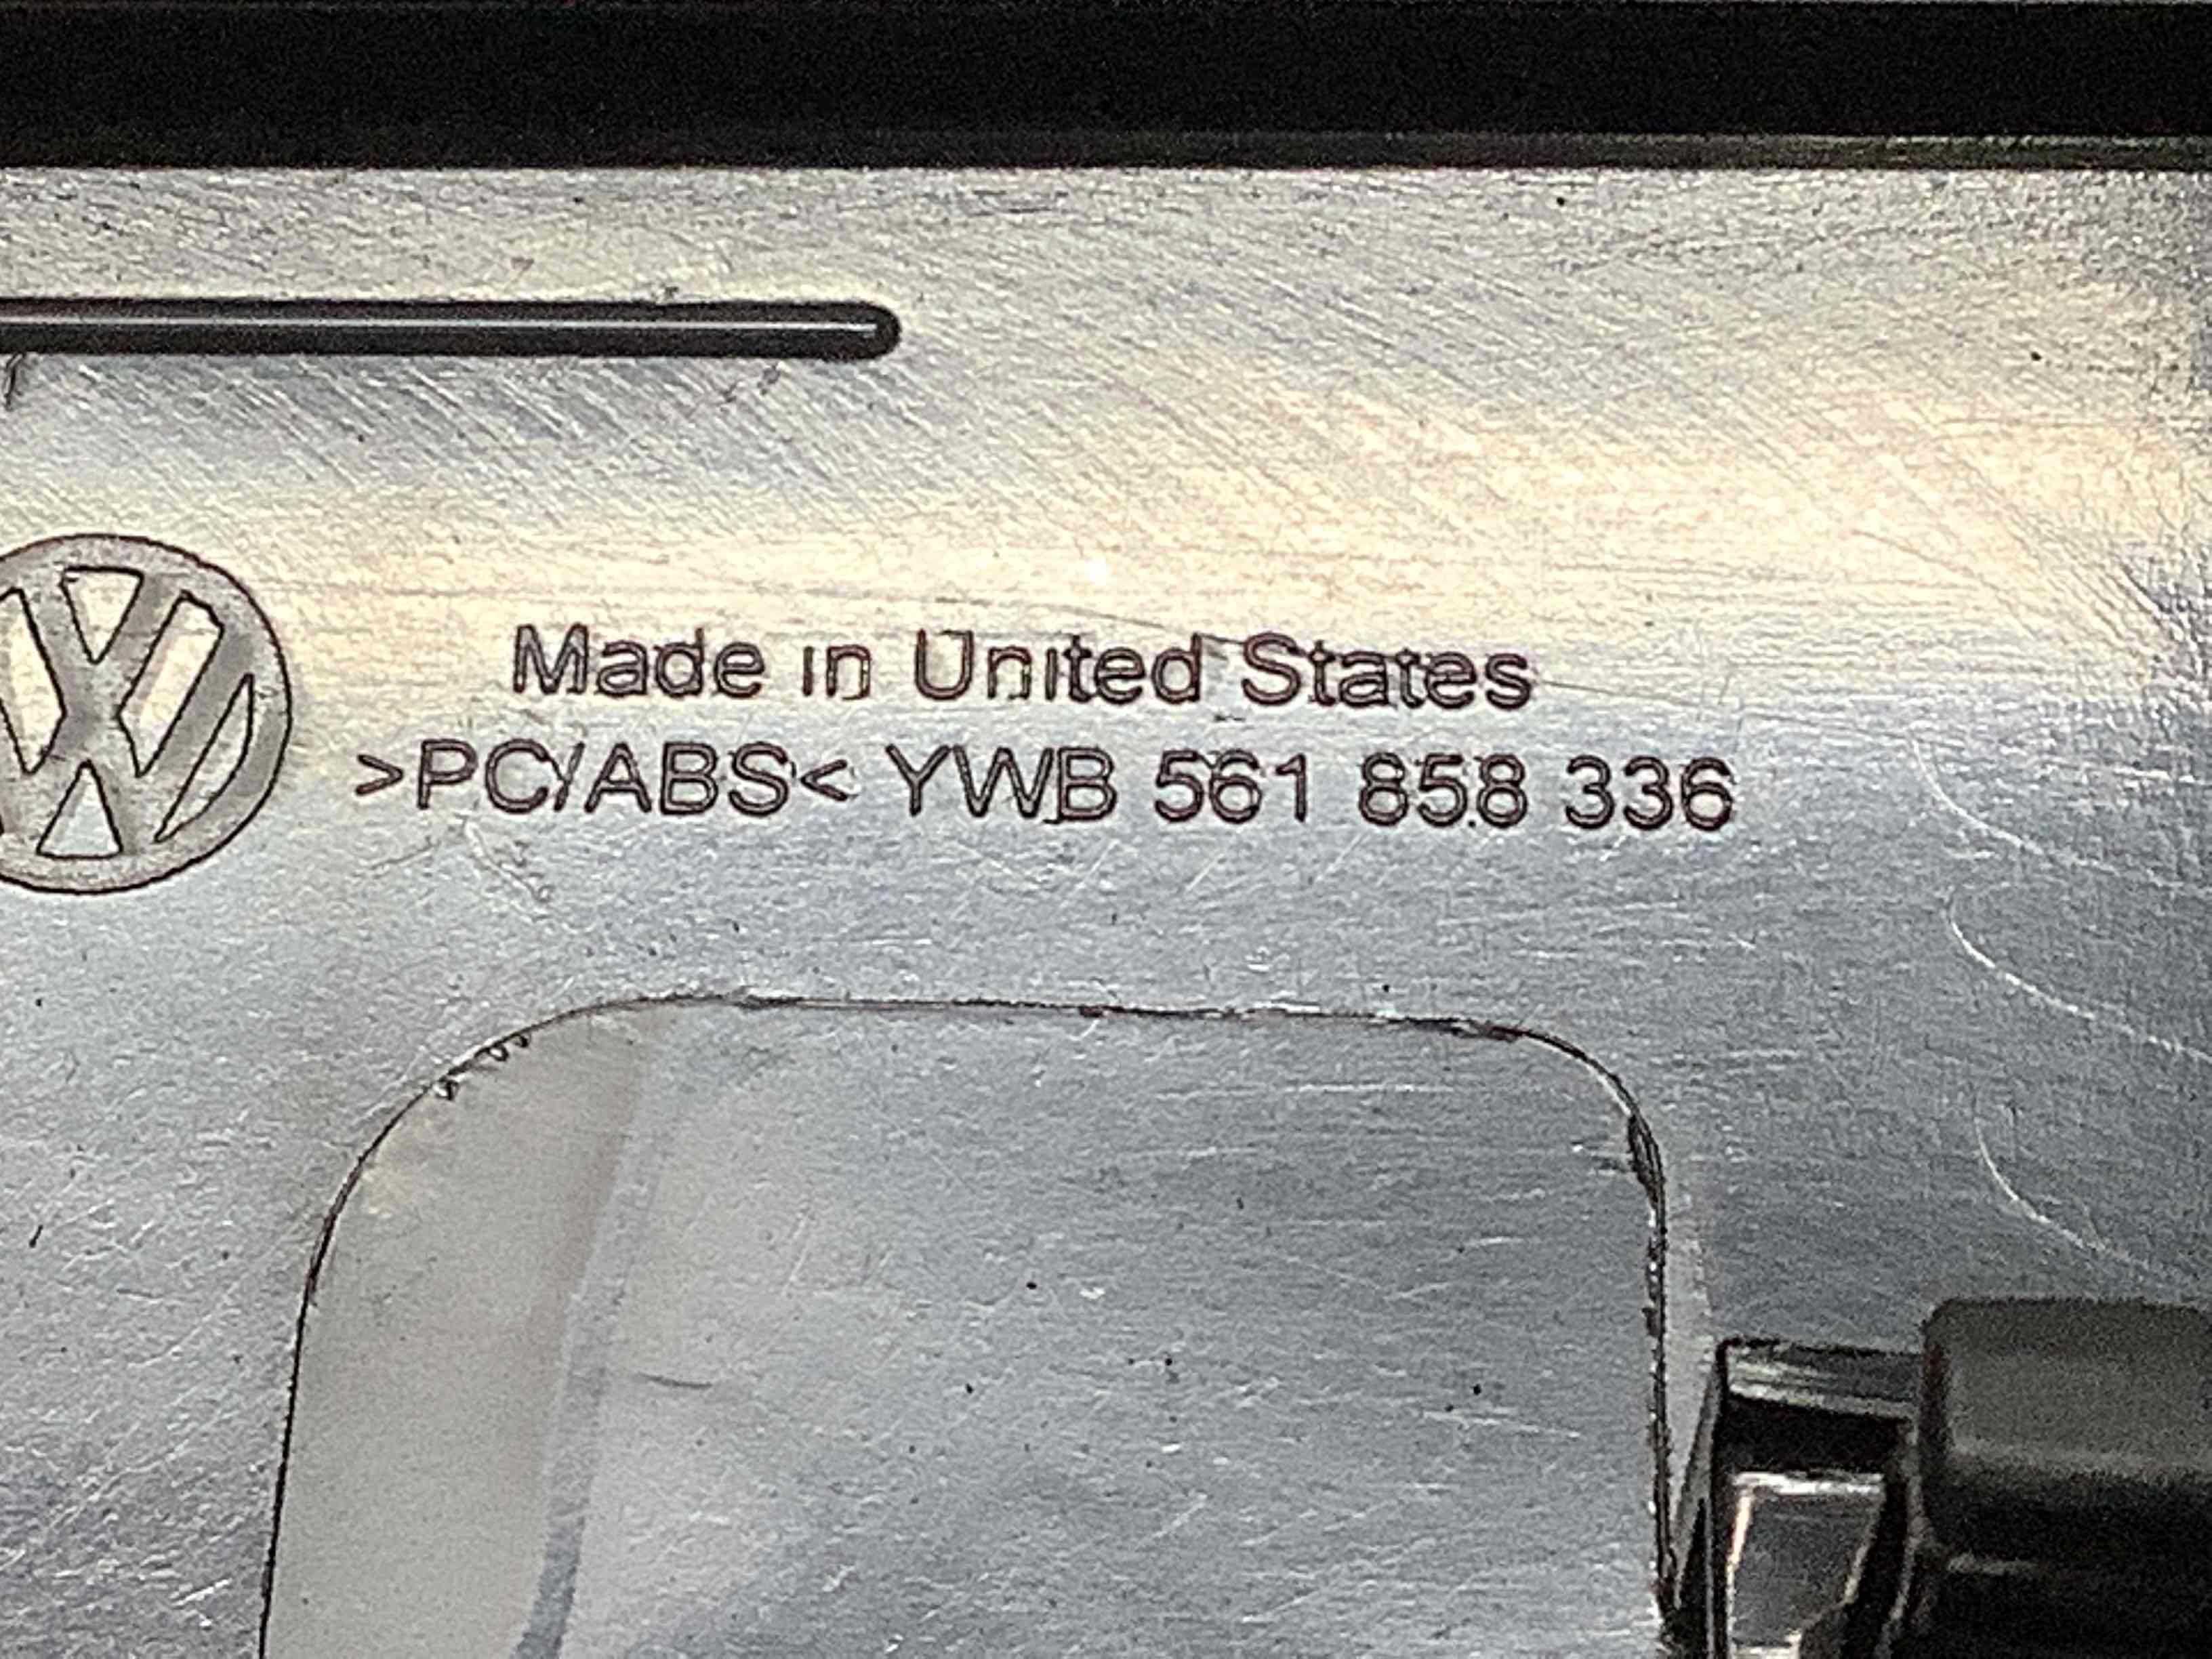 Made in United States
>PC/ABS< YWB 561 858 336